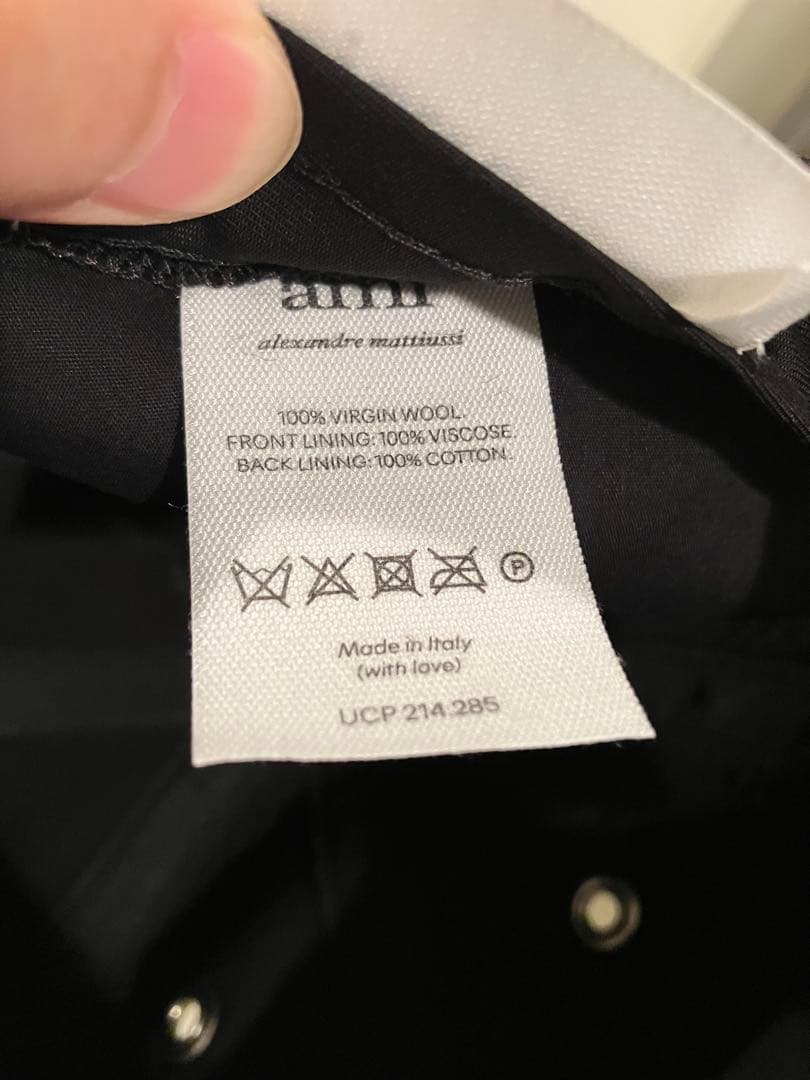 ami
alexandre mattiussi
100% VIRGIN WOOL.
FRONT LINING: 100% VISCOSE.
BACK LINING: 100% COTTON.
P
Made in Italy
(with love)
UCP 214.285